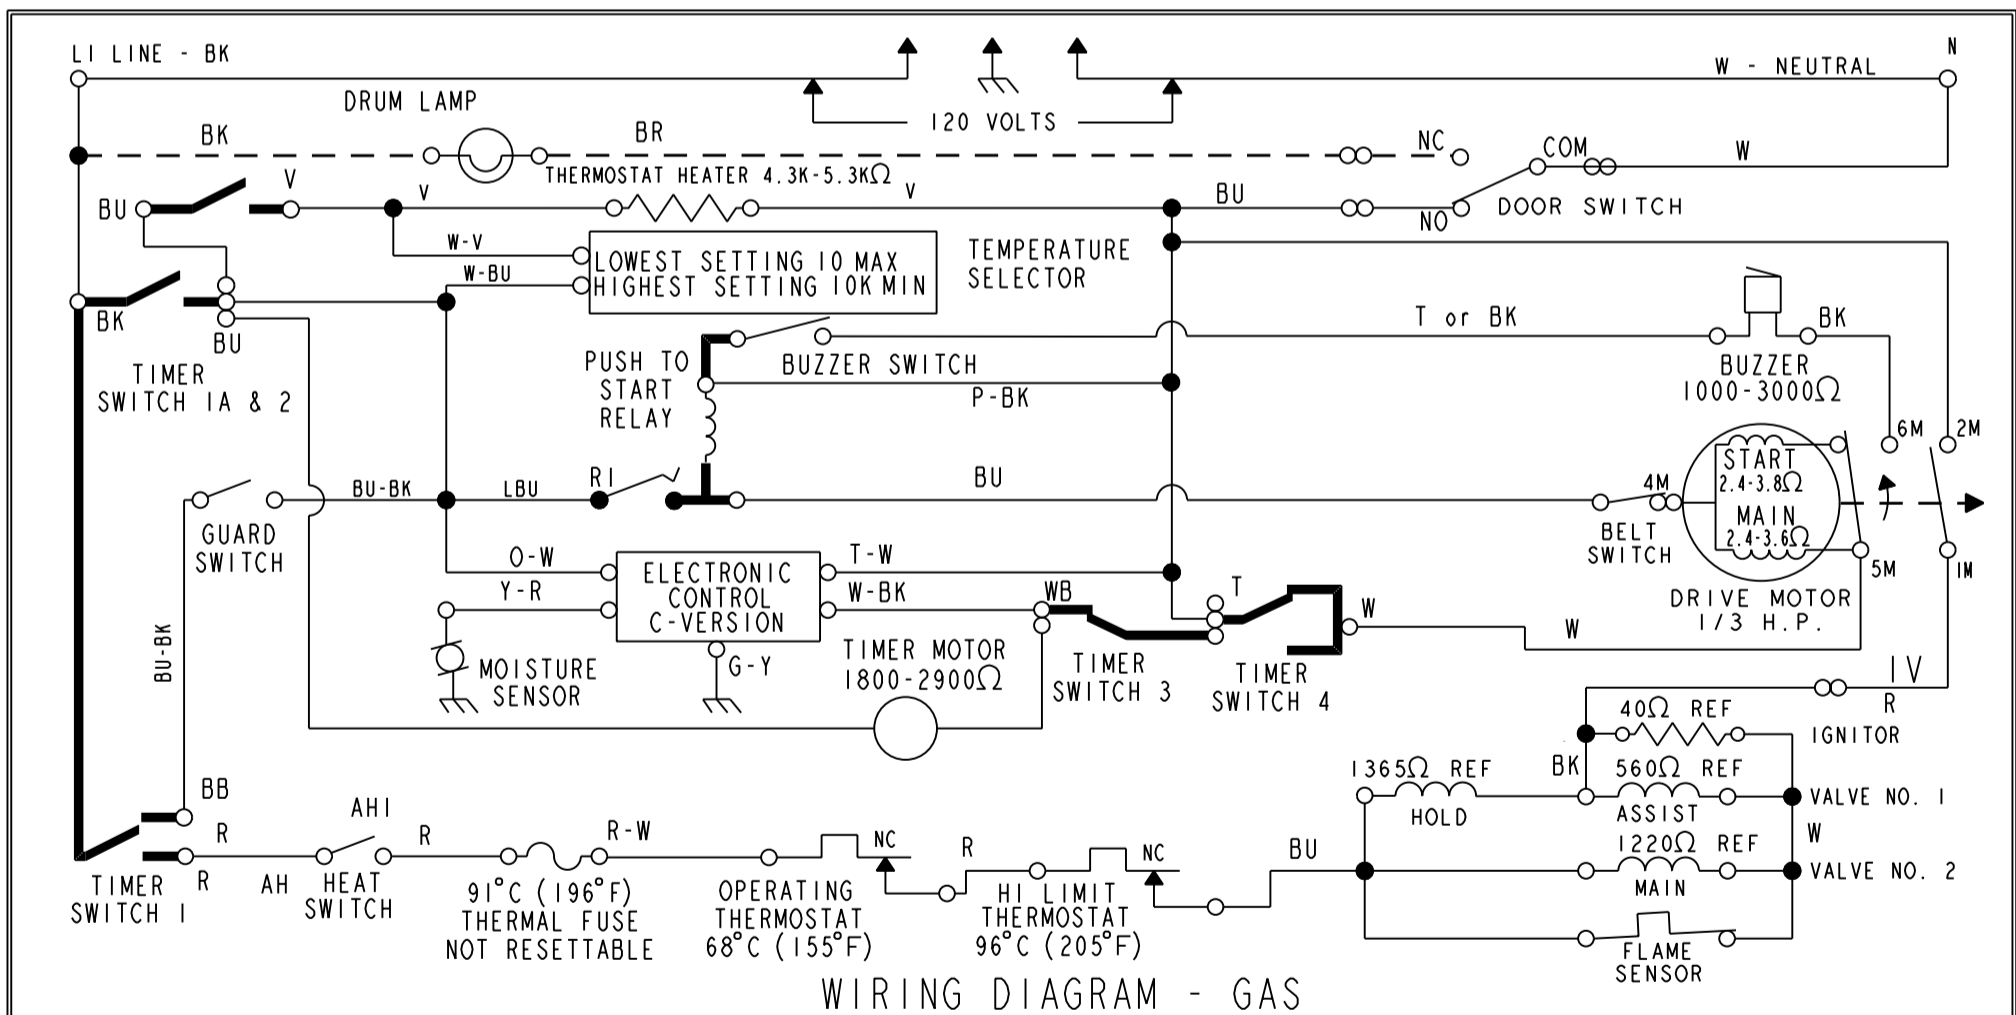 LI LINE - BK
W - NEUTRAL
N
DRUM LAMP
120 VOLTS
BK
BR
NC
COM
W
THERMOSTAT HEATER 4.3K-5.3KΩ
BU
V
V
V
BU
NO
DOOR SWITCH
W-V
W-BU
LOWEST SETTING 10 MAX
HIGHEST SETTING 10K MIN
TEMPERATURE
SELECTOR
BK
BU
TIMER
SWITCH 1A & 2
PUSH TO
START
RELAY
BUZZER SWITCH
P-BK
T or BK
BK
BUZZER
1000-3000Ω
6M
2M
GUARD
SWITCH
BU-BK
LBU
R1
BU
4M
BELT
SWITCH
START
2.4-3.8Ω
MAIN
2.4-3.6Ω
5M
1M
DRIVE MOTOR
1/3 H.P.
O-W
Y-R
ELECTRONIC
CONTROL
C-VERSION
T-W
W-BK
WB
T
W
W
BU-BK
MOISTURE
SENSOR
G-Y
TIMER MOTOR
1800-2900Ω
TIMER
SWITCH 3
TIMER
SWITCH 4
IV
R
40Ω REF
IGNITOR
1365Ω REF
HOLD
BK
560Ω REF
ASSIST
VALVE NO. 1
W
1220Ω REF
MAIN
VALVE NO. 2
FLAME
SENSOR
BB
R
R
TIMER
SWITCH 1
AH1
AH
HEAT
SWITCH
R
R-W
91°C (196°F)
THERMAL FUSE
NOT RESETTABLE
NC
OPERATING
THERMOSTAT
68°C (155°F)
R
NC
HI LIMIT
THERMOSTAT
96°C (205°F)
BU
WIRING DIAGRAM - GAS